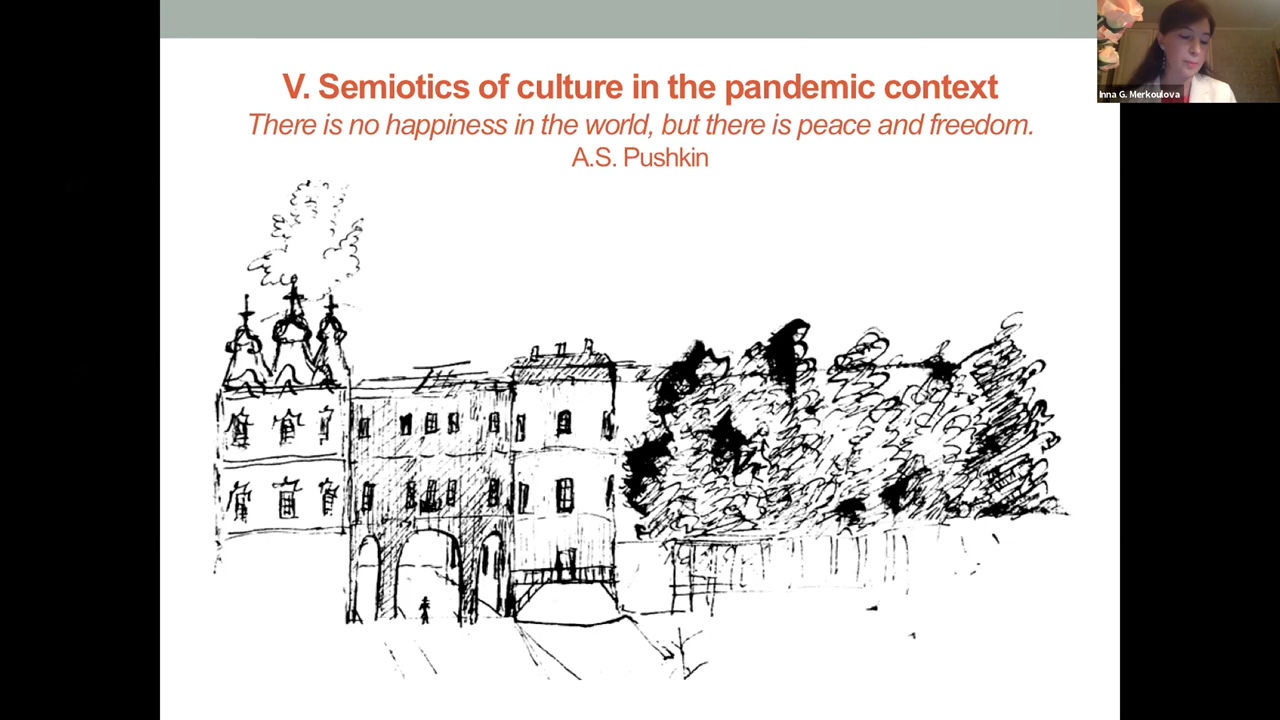 V. Semiotics of culture in the pandemic context
There is no happiness in the world, but there is peace and freedom.
A.S. Pushkin
Inna G. Merkoulova